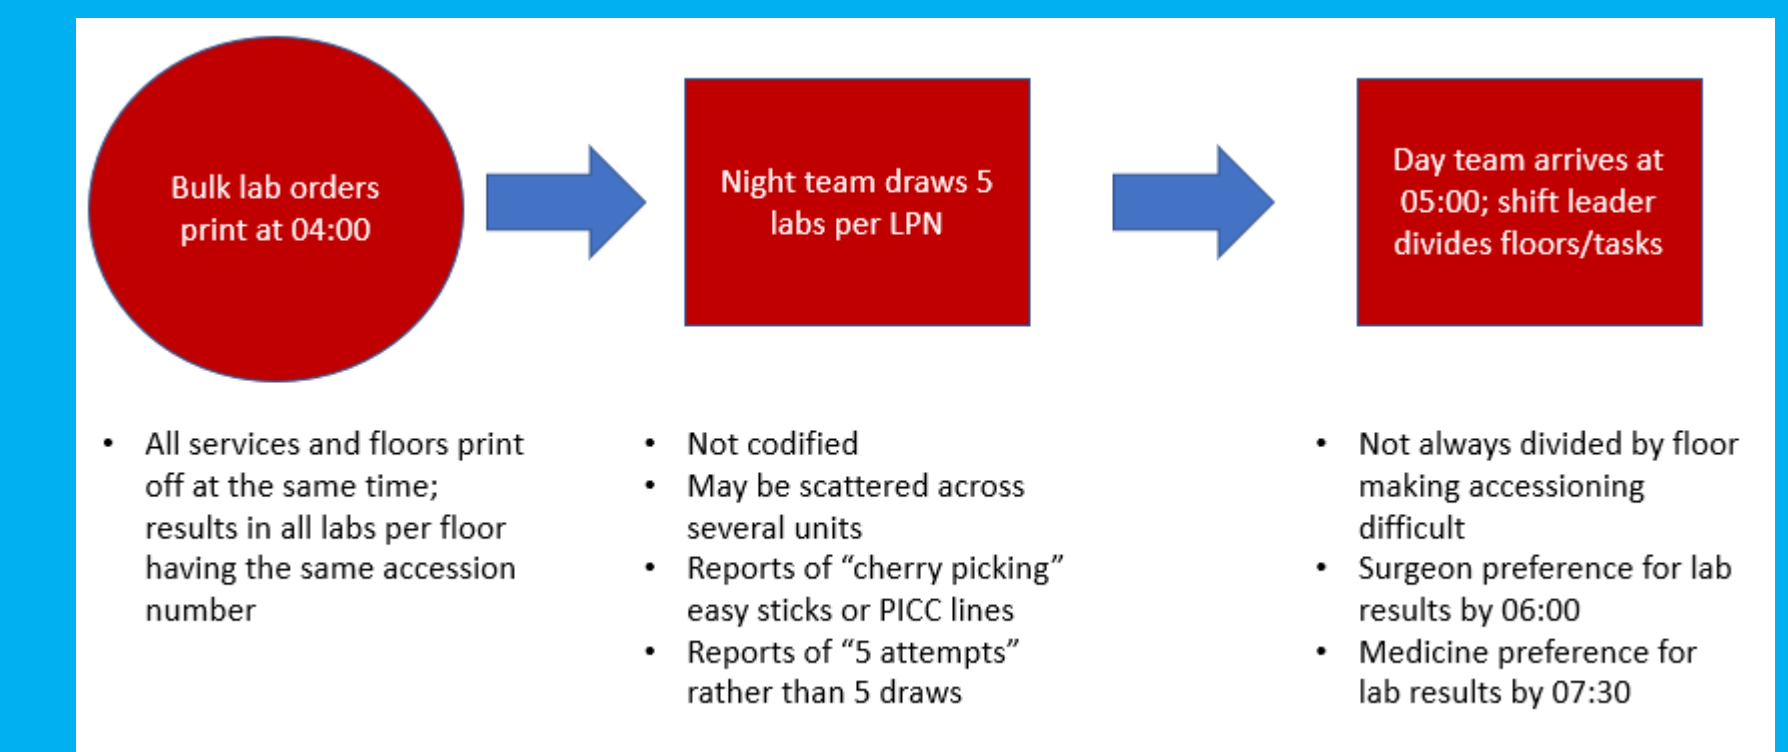 Bulk lab orders
print at 04:00
Night team draws 5
labs per LPN
Day team arrives at
05:00; shift leader
divides floors/tasks
• All services and floors print
off at the same time;
results in all labs per floor
having the same accession
number
• Not codified
• May be scattered across
several units
• Reports of “cherry picking”
easy sticks or PICC lines
• Reports of “5 attempts”
rather than 5 draws
• Not always divided by floor
making accessioning
difficult
• Surgeon preference for lab
results by 06:00
• Medicine preference for
lab results by 07:30